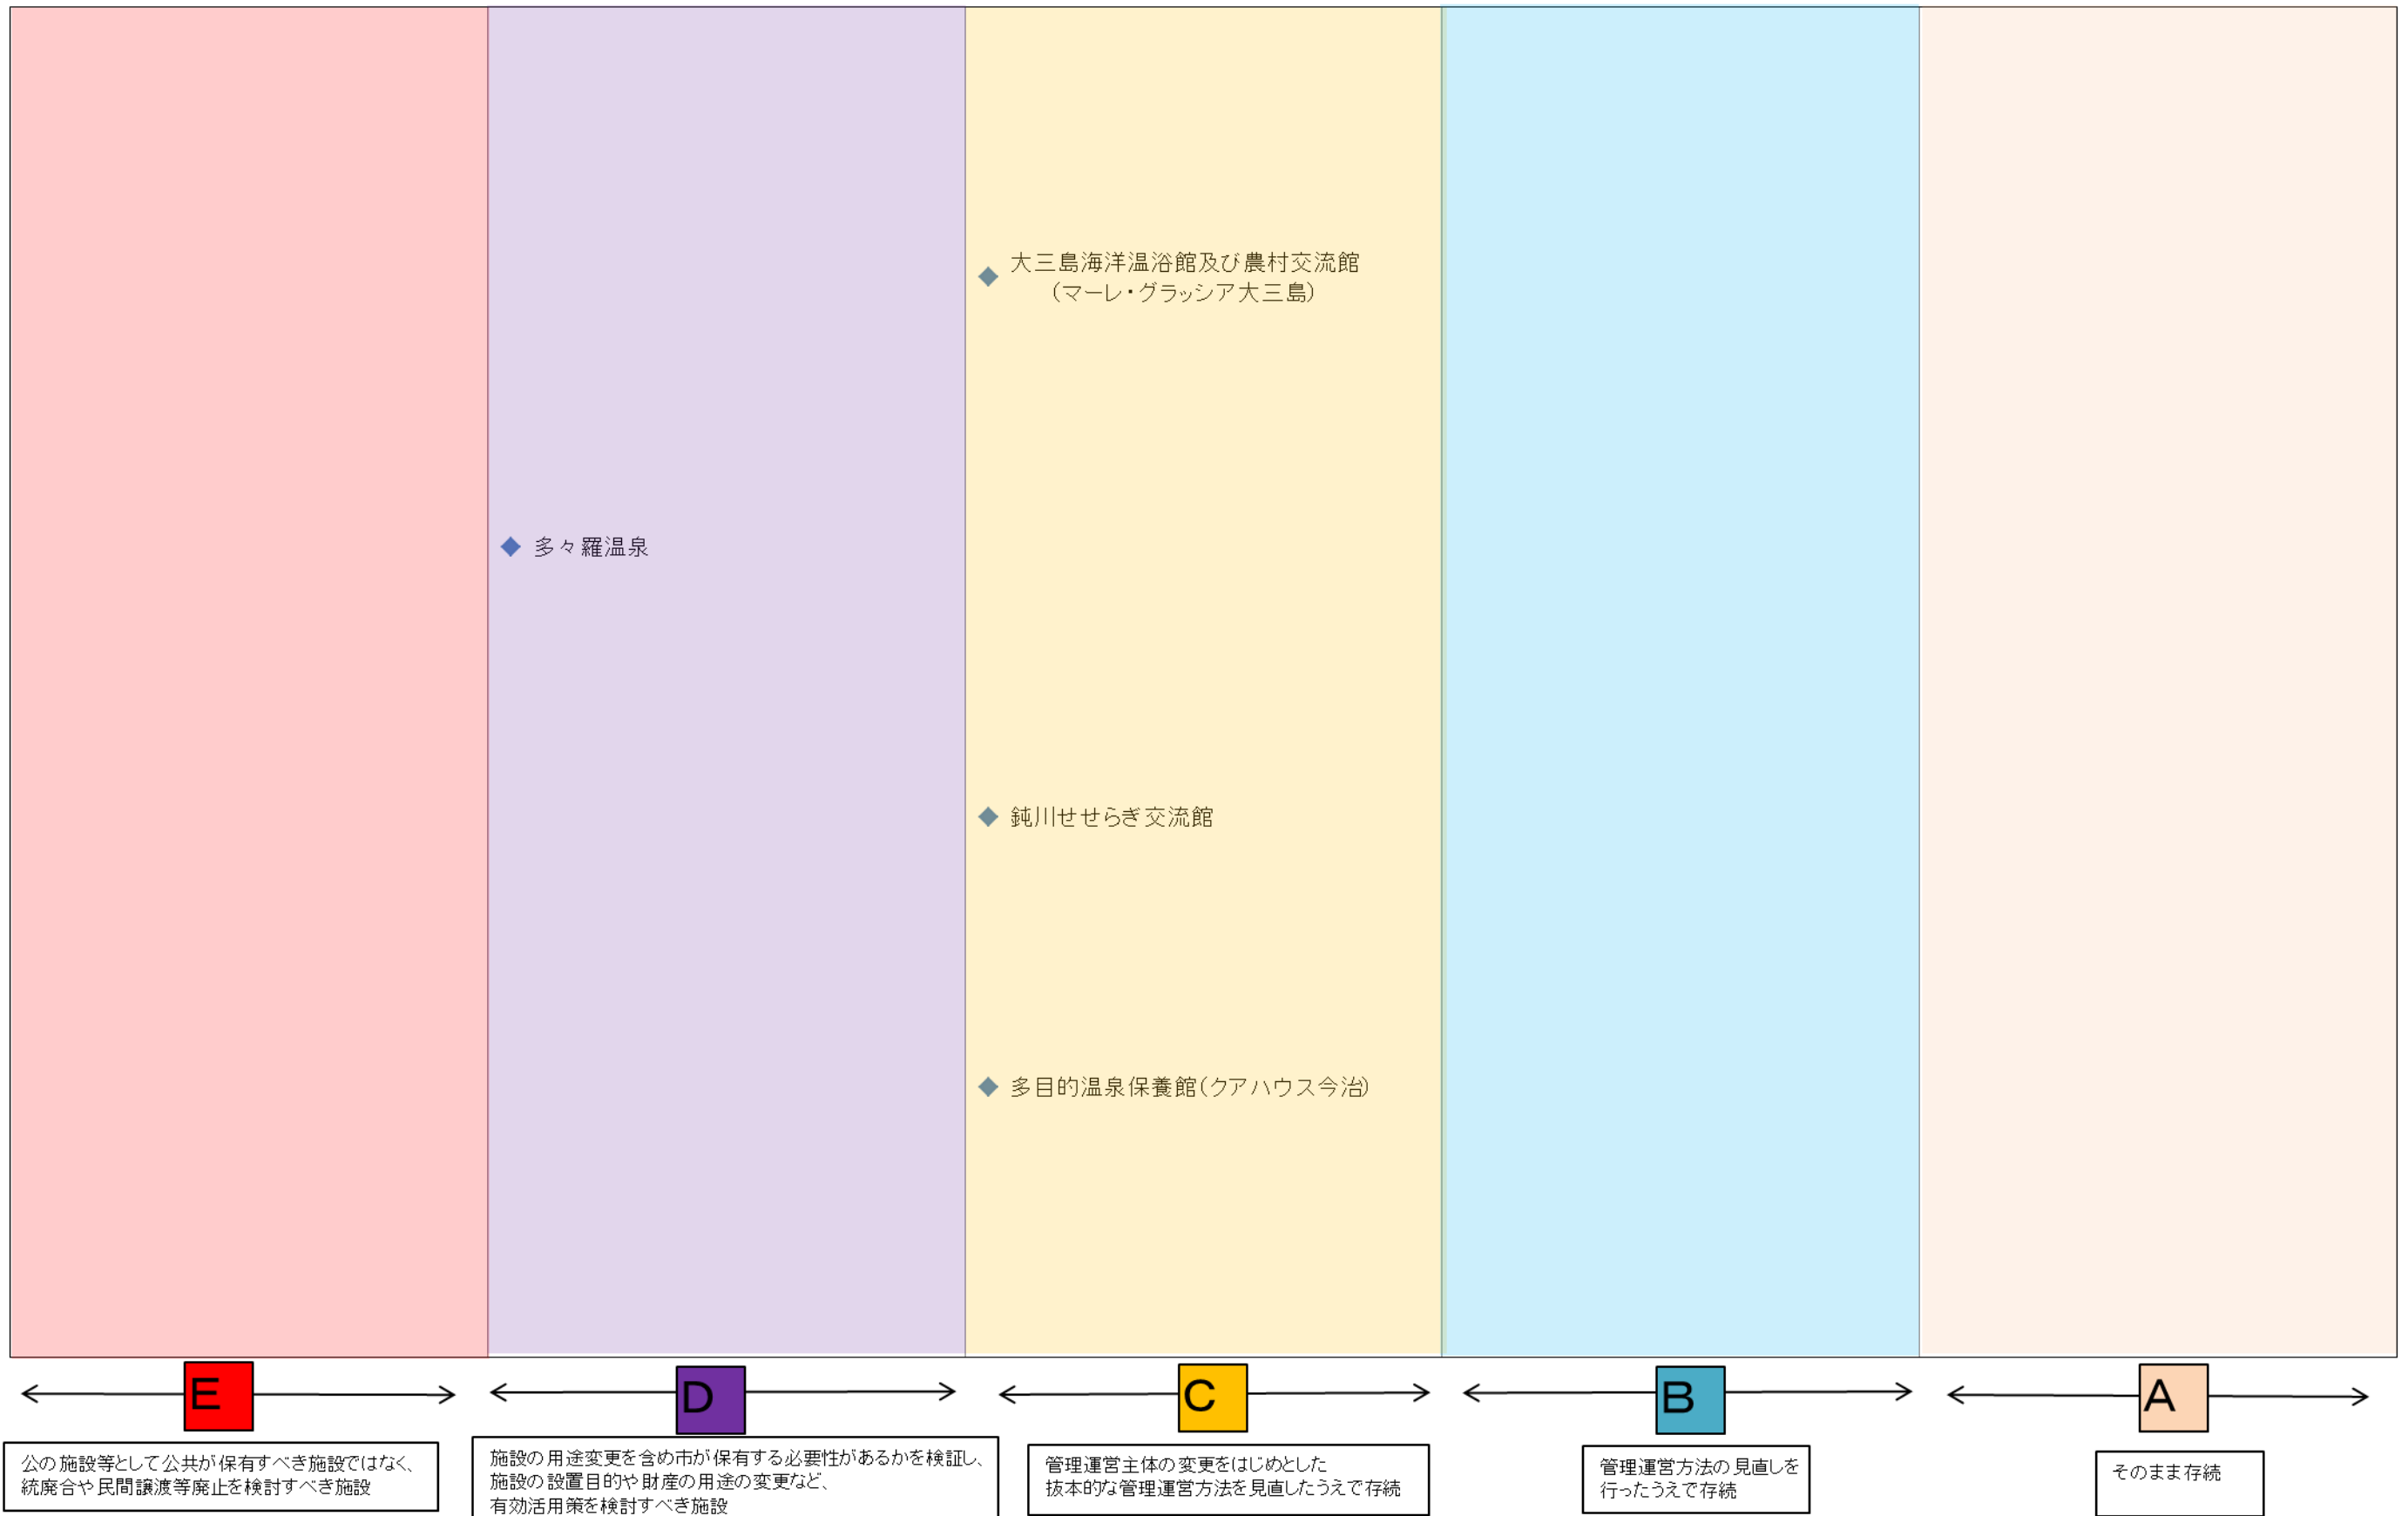 大三島海洋温浴館及び農村交流館
(マーレ・グラッシア大三島)
多々羅温泉
鈍川せせらぎ交流館
多目的温泉保養館(クアハウス今治)
E
D
C
B
A
公の施設等として公共が保有すべき施設ではなく、
統廃合や民間譲渡等廃止を検討すべき施設
施設の用途変更を含め市が保有する必要性があるかを検証し、
施設の設置目的や財産の用途の変更など、
有効活用策を検討すべき施設
管理運営主体の変更をはじめとした
抜本的な管理運営方法を見直したうえで存続
管理運営方法の見直しを
行ったうえで存続
そのまま存続